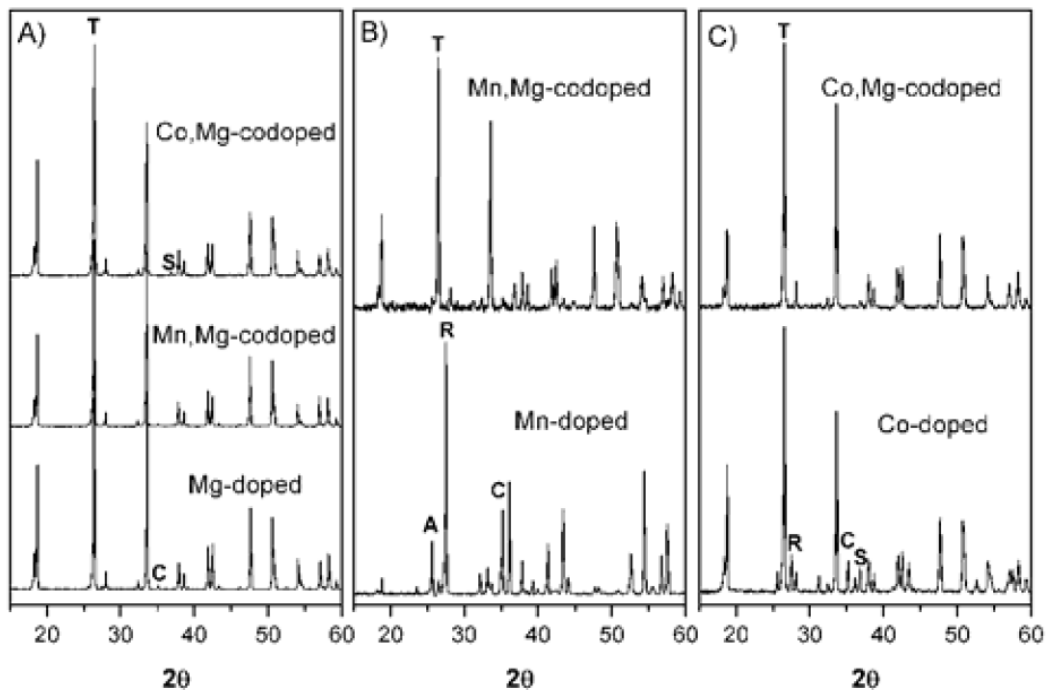 A)
T
Co,Mg-codoped
S
Mn,Mg-codoped
Mg-doped
C
20 30 40 50 60
2θ
B)
T
Mn,Mg-codoped
R
Mn-doped
A
C
20 30 40 50 60
2θ
C)
T
Co,Mg-codoped
Co-doped
R
C
S
20 30 40 50 60
2θ